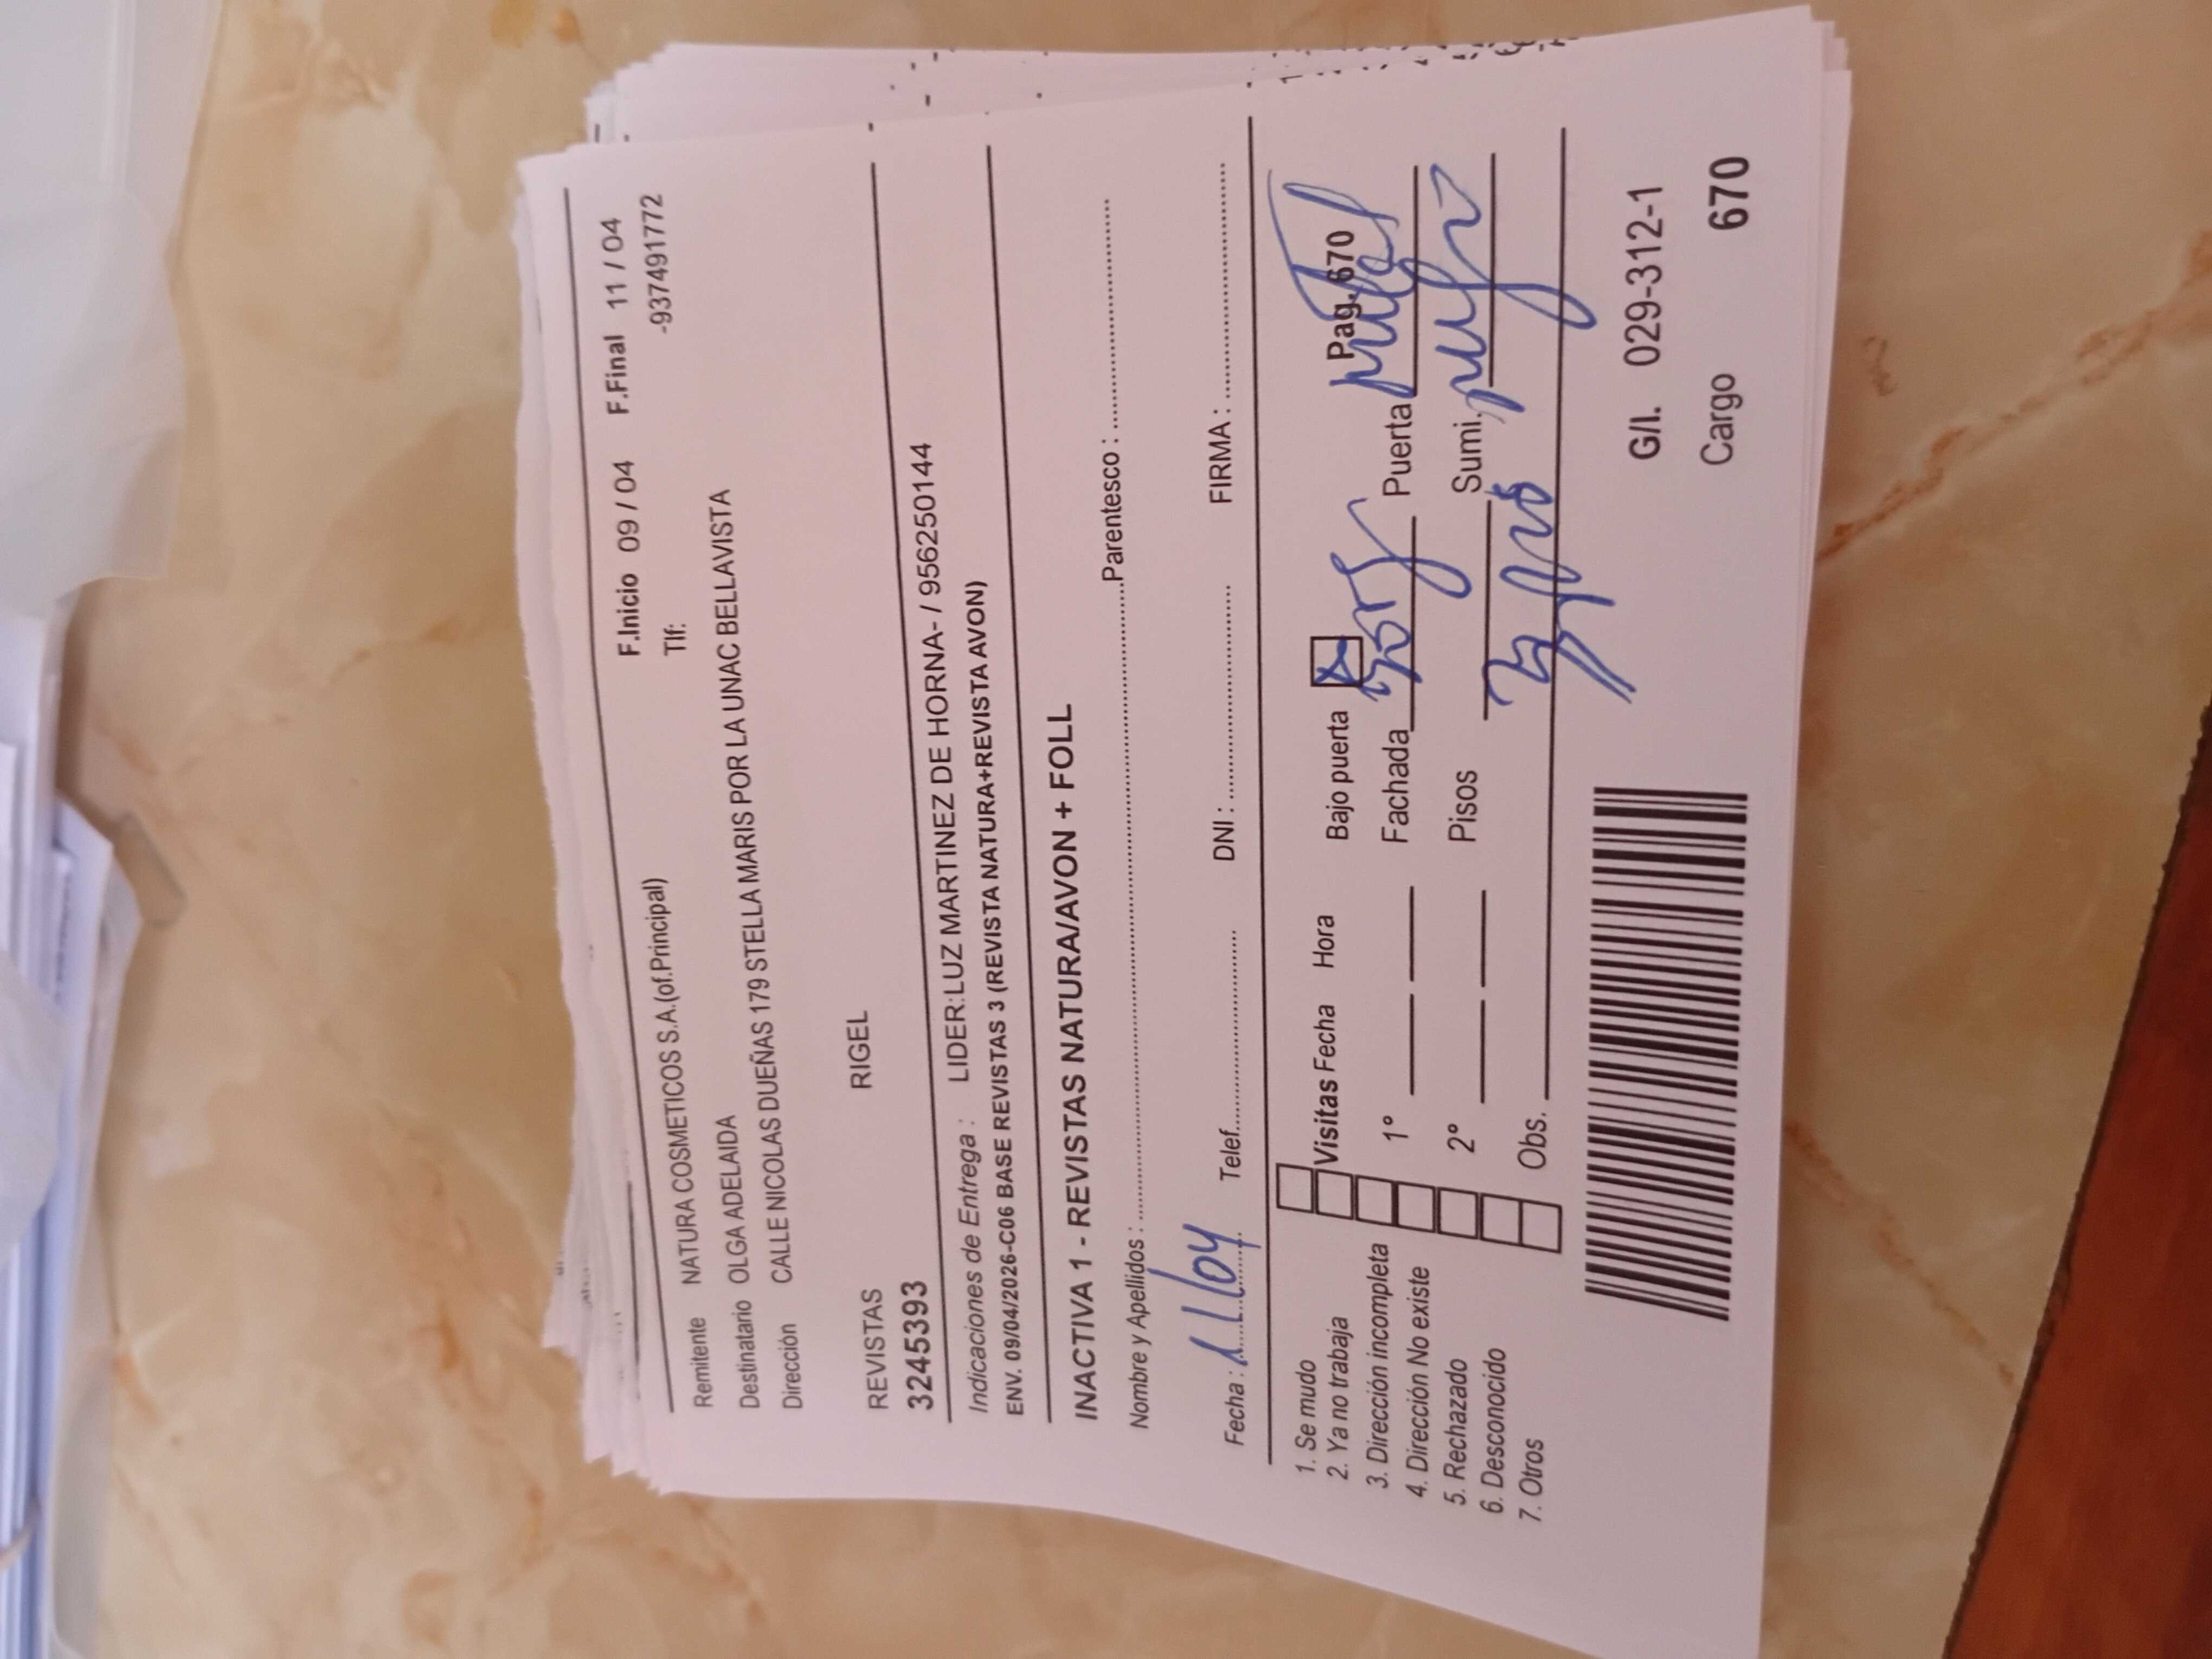 F.Inicio 09 / 04 F.Final 11 / 04
Remitente NATURA COSMETICOS S.A.(of.Principal) Tlf: -937491772
Destinatario OLGA ADELAIDA
Dirección CALLE NICOLAS DUEÑAS 179 STELLA MARIS POR LA UNAC BELLAVISTA
REVISTAS RIGEL
3245393
Indicaciones de Entrega : LIDER:LUZ MARTINEZ DE HORNA- / 956250144
ENV. 09/04/2026-C06 BASE REVISTAS 3 (REVISTA NATURA+REVISTA AVON)
INACTIVA 1 - REVISTAS NATURA/AVON + FOLL
Nombre y Apellidos : Parentesco :
Fecha : 11/04 Telef. DNI : FIRMA :
Pag. 670
1. Se mudo Visitas Fecha Hora Bajo puerta
2. Ya no trabaja
3. Dirección incompleta 1° Fachada Puerta
4. Dirección No existe
5. Rechazado 2° Pisos Sumi.
6. Desconocido
7. Otros Obs.
G/I. 029-312-1
Cargo 670